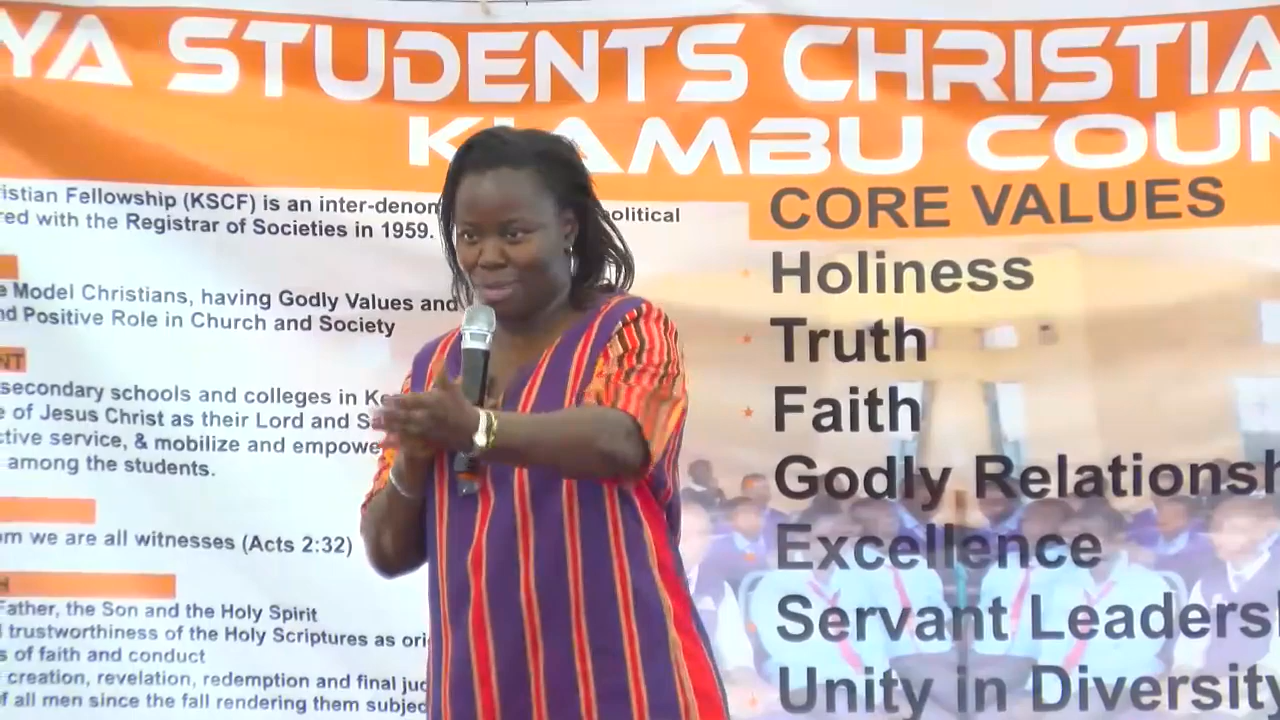 YA STUDENTS CHRISTIA
KIAMBU COUN
istian Fellowship (KSCF) is an inter-denom
political
red with the Registrar of Societies in 1959.
e Model Christians, having Godly Values and
nd Positive Role in Church and Society
NT
secondary schools and colleges in Ke
e of Jesus Christ as their Lord and Sa
ctive service, & mobilize and empowe
among the students.
om we are all witnesses (Acts 2:32)
H
Father, the Son and the Holy Spirit
trustworthiness of the Holy Scriptures as ori
s of faith and conduct
creation, revelation, redemption and final jud
f all men since the fall rendering them subjec
CORE VALUES
Holiness
Truth
Faith
Godly Relationsh
Excellence
Servant Leadersh
Unity in Diversity